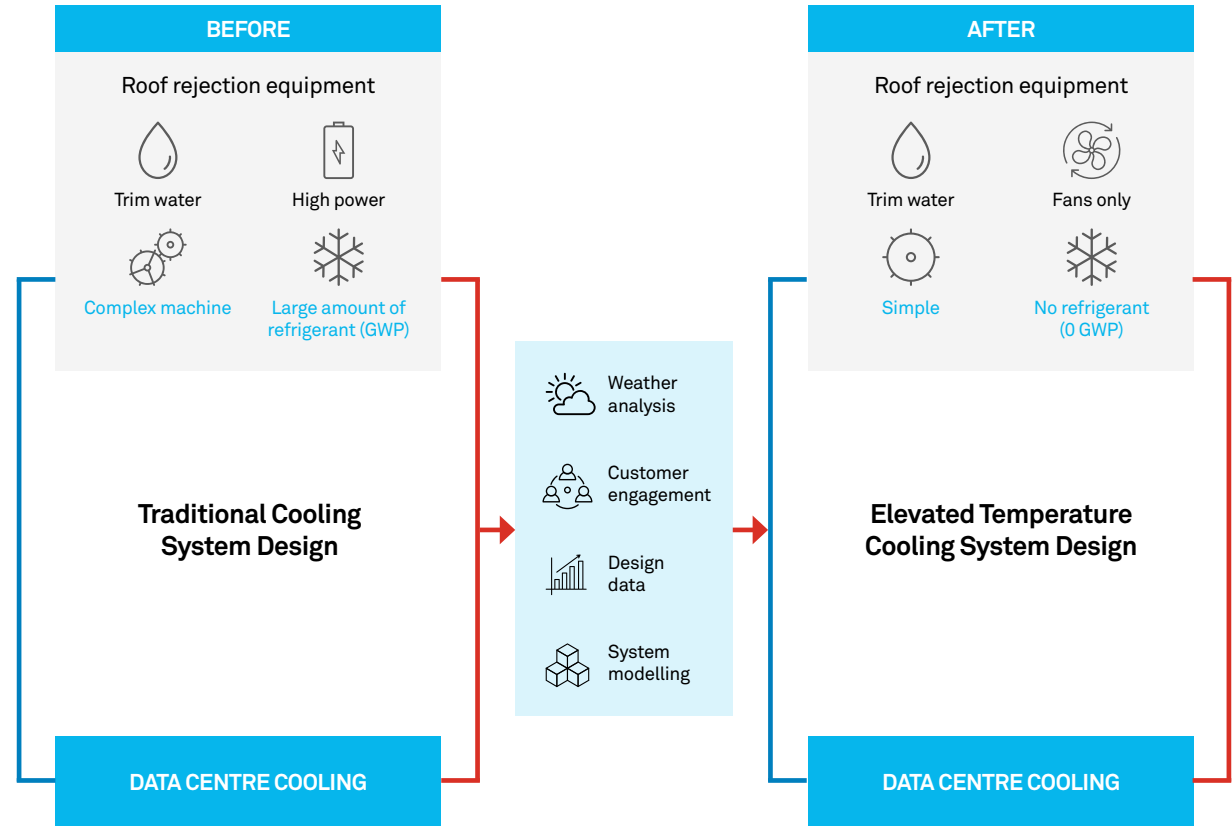 BEFORE
Roof rejection equipment
Trim water
High power
Complex machine
Large amount of
refrigerant (GWP)
Traditional Cooling
System Design
DATA CENTRE COOLING
Weather
analysis
Customer
engagement
Design
data
System
modelling
AFTER
Roof rejection equipment
Trim water
Fans only
Simple
No refrigerant
(0 GWP)
Elevated Temperature
Cooling System Design
DATA CENTRE COOLING